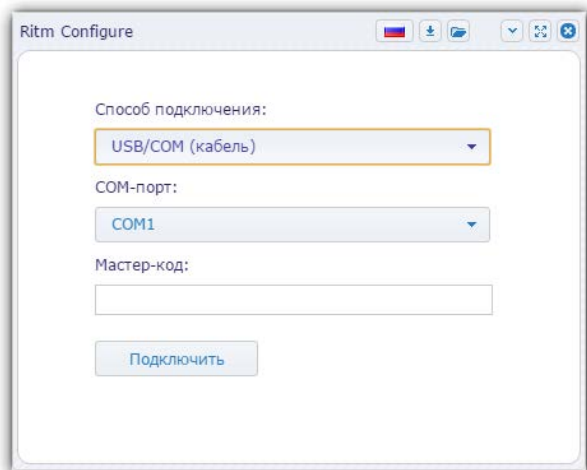 Ritm Configure
Способ подключения:
USB/COM (кабель)
COM-порт:
COM1
Мастер-код:
Подключить